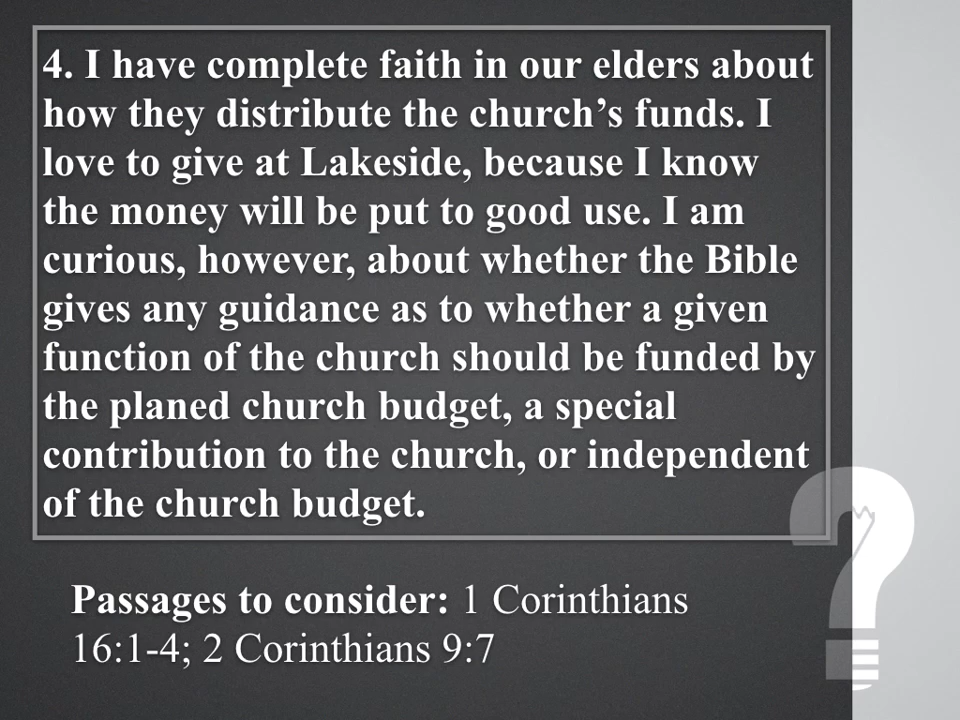 4. I have complete faith in our elders about
how they distribute the church’s funds. I
love to give at Lakeside, because I know
the money will be put to good use. I am
curious, however, about whether the Bible
gives any guidance as to whether a given
function of the church should be funded by
the planed church budget, a special
contribution to the church, or independent
of the church budget.
Passages to consider: 1 Corinthians
16:1-4; 2 Corinthians 9:7